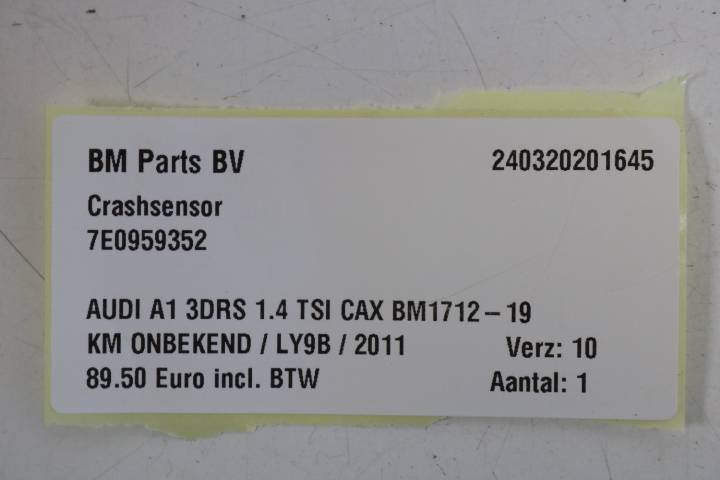 BM Parts BV 240320201645
Crashsensor
7E0959352
AUDI A1 3DRS 1.4 TSI CAX BM1712-19
KM ONBEKEND / LY9B / 2011 Verz: 10
89.50 Euro incl. BTW Aantal: 1